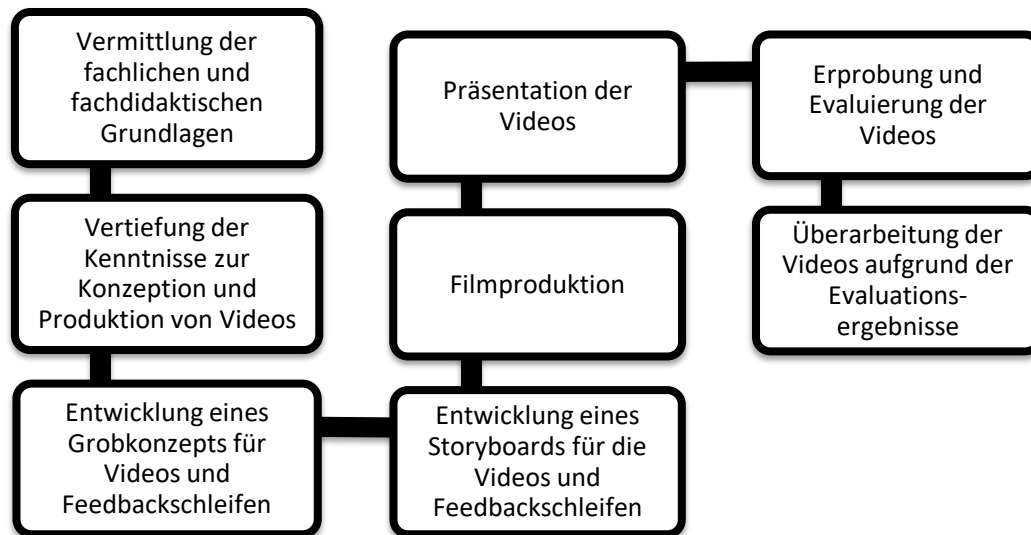 Vermittlung der
fachlichen und
fachdidaktischen
Grundlagen
Vertiefung der
Kenntnisse zur
Konzeption und
Produktion von Videos
Entwicklung eines
Grobkonzepts für
Videos und
Feedbackschleifen
Entwicklung eines
Storyboards für die
Videos und
Feedbackschleifen
Filmproduktion
Präsentation der
Videos
Erprobung und
Evaluierung der
Videos
Überarbeitung der
Videos aufgrund der
Evaluations-
ergebnisse